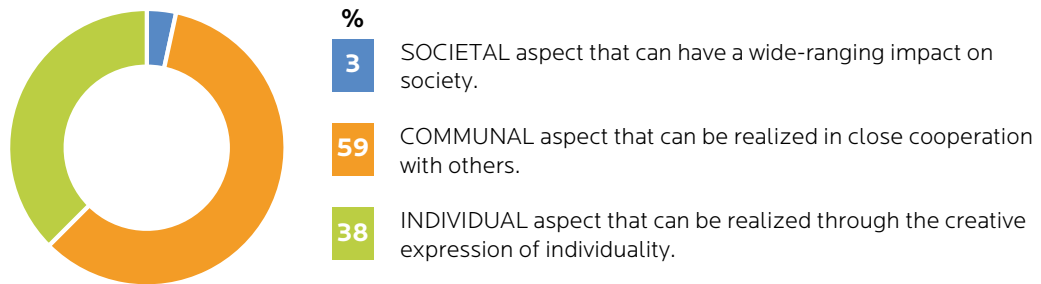 %
3
SOCIETAL aspect that can have a wide-ranging impact on
society.
59
COMMUNAL aspect that can be realized in close cooperation
with others.
38
INDIVIDUAL aspect that can be realized through the creative
expression of individuality.